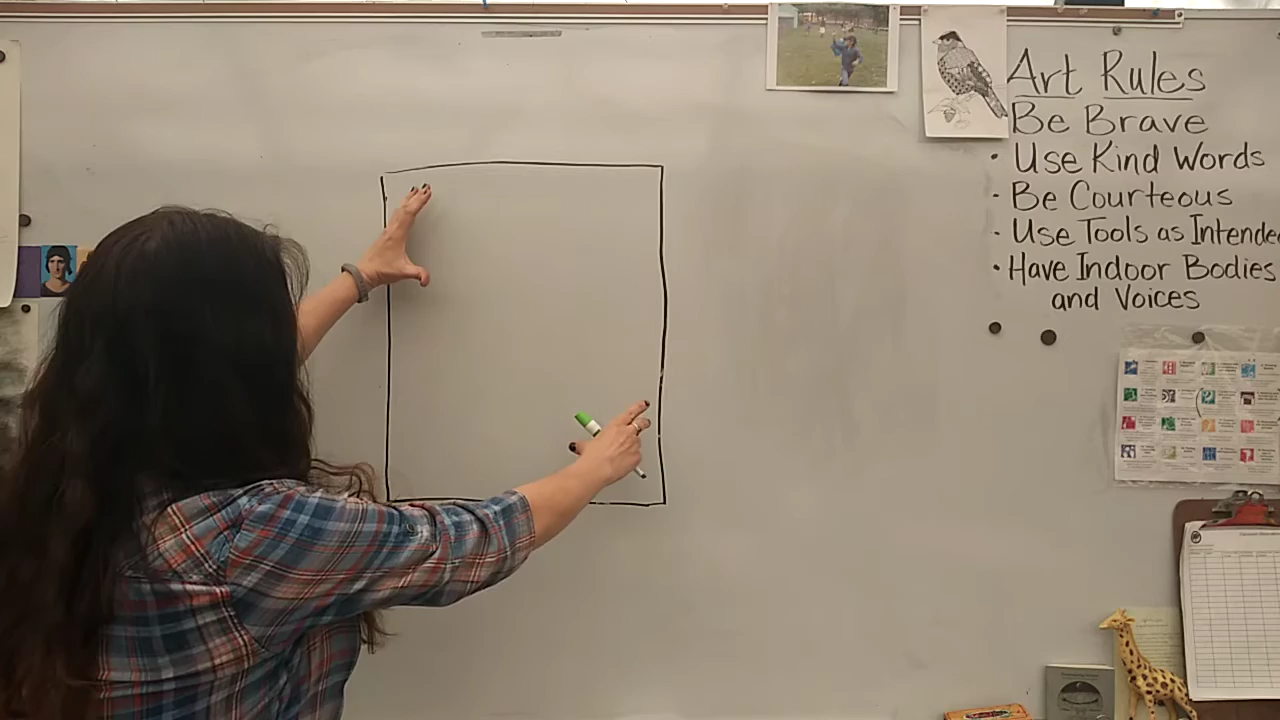 Art Rules
Be Brave
• Use Kind Words
- Be Courteous
- Use Tools as Intende
• Have Indoor Bodies
and Voices